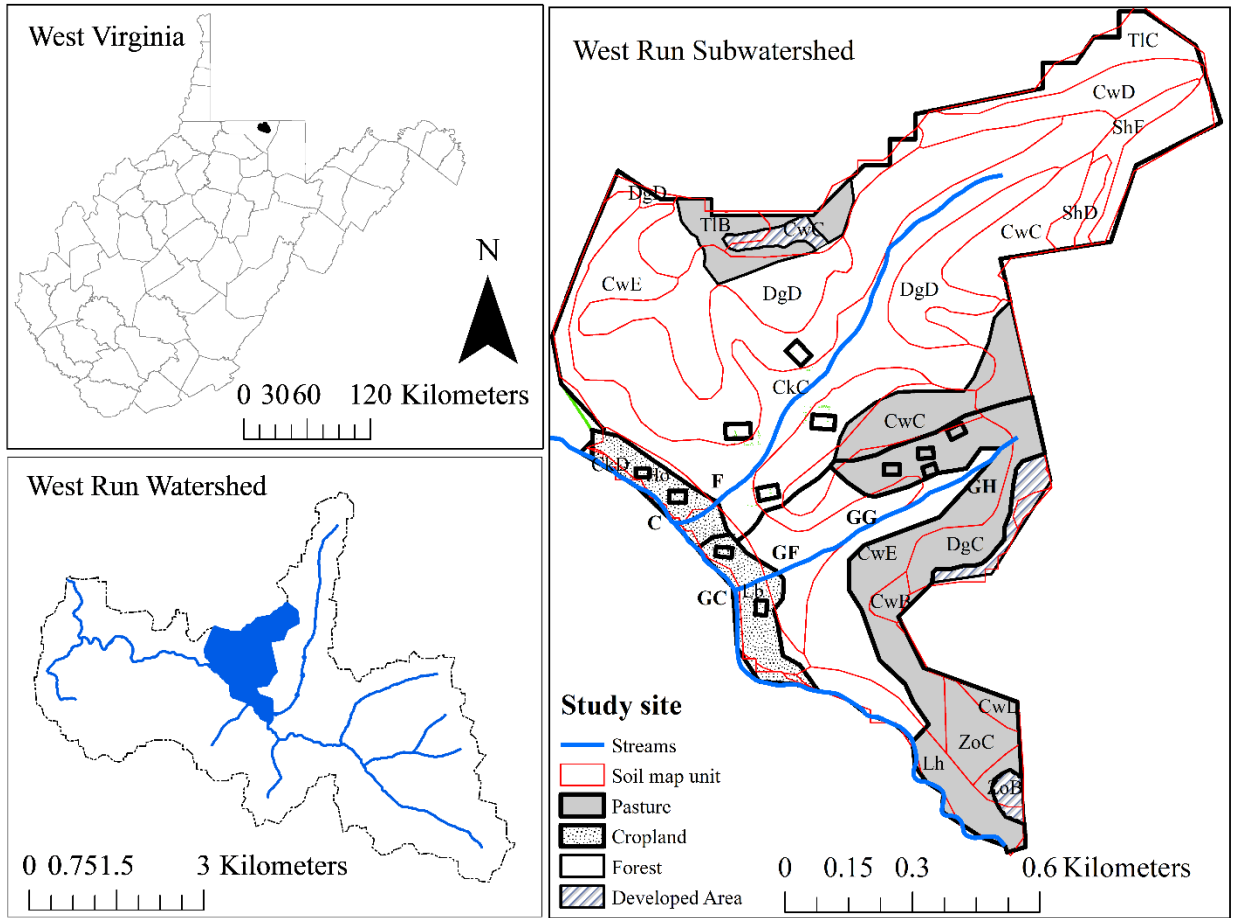 West Virginia
N
0 30 60 120 Kilometers
West Run Watershed
0 0.75 1.5 3 Kilometers
West Run Subwatershed
TlC
CwD
ShF
DgD
ShD
TlB
CwC
CwC
CwE
DgD
DgD
CkC
CwC
CkD
F
GH
C
GG
CwE
DgC
GF
GC
CwB
Study site
Streams
Soil map unit
Pasture
Cropland
Forest
Developed Area
ZoC
Lh
ZoB
0 0.15 0.3 0.6 Kilometers